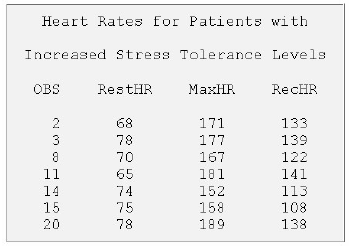 Heart Rates for Patients with
Increased Stress Tolerance Levels
OBS RestHR MaxHR RecHR
2 68 171 133
3 78 177 139
8 70 167 122
11 65 181 141
14 74 152 113
15 75 158 108
20 78 189 138